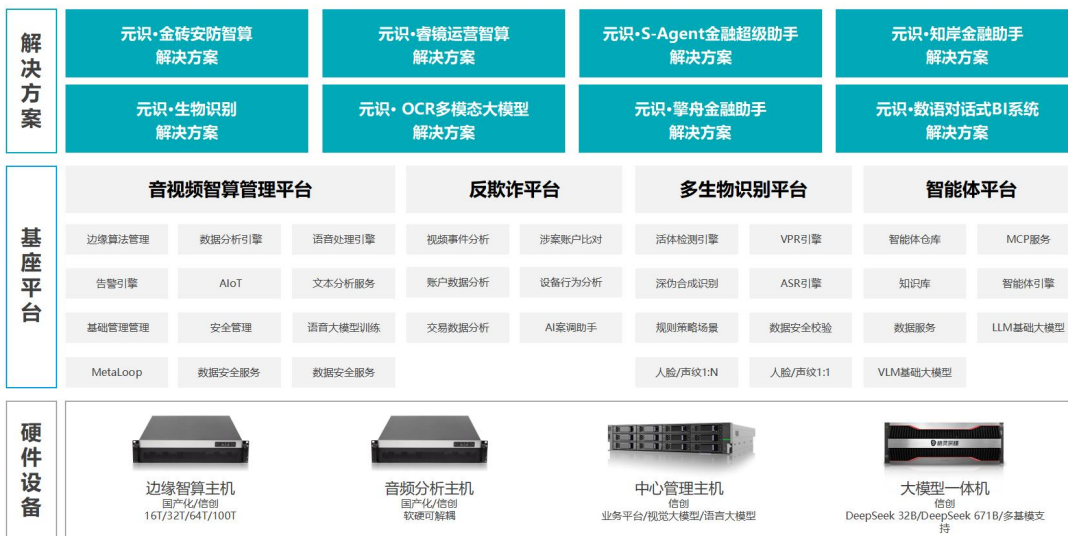 解决方案
元识·金砖安防智算
解决方案
元识·睿镜运营智算
解决方案
元识·S-Agent金融超级助手
解决方案
元识·知岸金融助手
解决方案
元识·生物识别
解决方案
元识· OCR多模态大模型
解决方案
元识·擎舟金融助手
解决方案
元识·数语对话式BI系统
解决方案
基座平台
音视频智算管理平台
反欺诈平台
多生物识别平台
智能体平台
边缘算法管理
数据分析引擎
语音处理引擎
视频事件分析
涉案账户比对
活体检测引擎
VPR引擎
智能体仓库
MCP服务
告警引擎
AIoT
文本分析服务
账户数据分析
设备行为分析
深伪合成识别
ASR引擎
知识库
智能体引擎
基础管理管理
安全管理
语音大模型训练
交易数据分析
AI案调助手
规则策略场景
数据安全校验
数据服务
LLM基础大模型
MetaLoop
数据安全服务
数据安全服务
人脸/声纹1:N
人脸/声纹1:1
VLM基础大模型
硬件设备
边缘智算主机
国产化/信创
16T/32T/64T/100T
音频分析主机
国产化/信创
软硬可解耦
中心管理主机
信创
业务平台/视觉大模型/语言大模型
大模型一体机
信创
DeepSeek 32B/DeepSeek 671B/多基模支
持